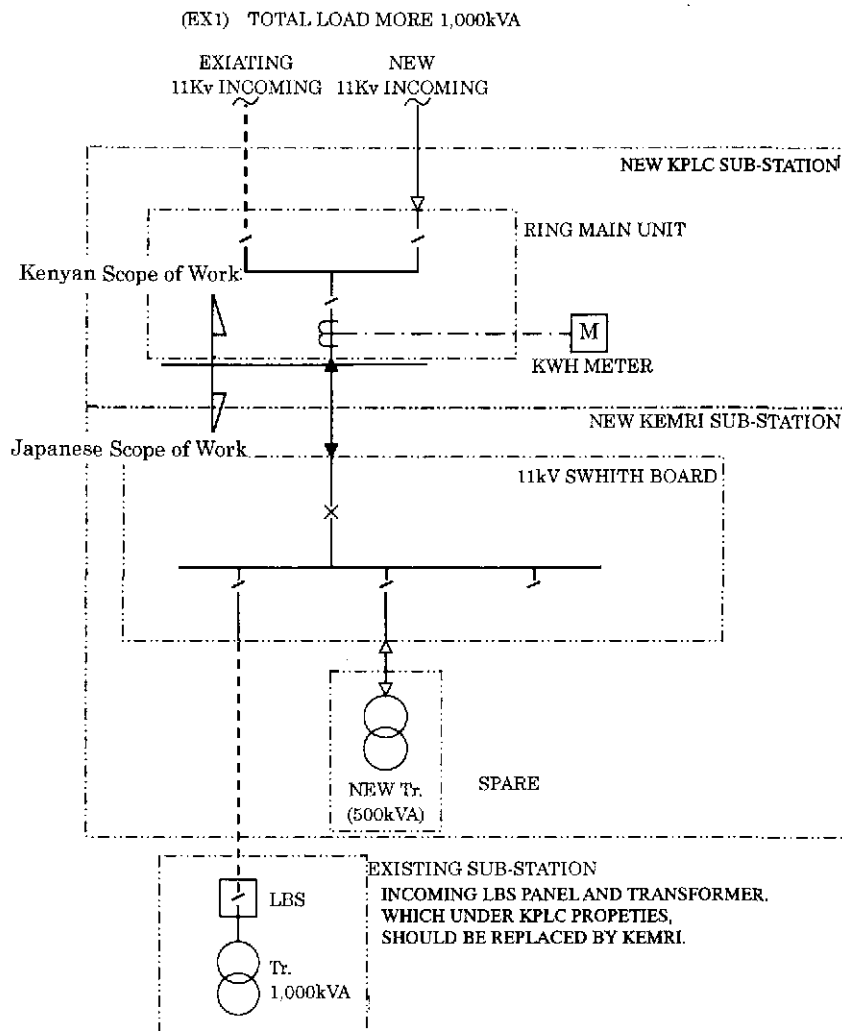 (EX1) TOTAL LOAD MORE 1,000kVA
EXIATING
11Kv INCOMING
NEW
11Kv INCOMING
NEW KPLC SUB-STATION
RING MAIN UNIT
Kenyan Scope of Work
M
KWH METER
NEW KEMRI SUB-STATION
Japanese Scope of Work
11kV SWHITH BOARD
NEW Tr.
(500kVA)
SPARE
EXISTING SUB-STATION
INCOMING LBS PANEL AND TRANSFORMER.
WHICH UNDER KPLC PROPETIES,
SHOULD BE REPLACED BY KEMRI.
LBS
Tr.
1,000kVA